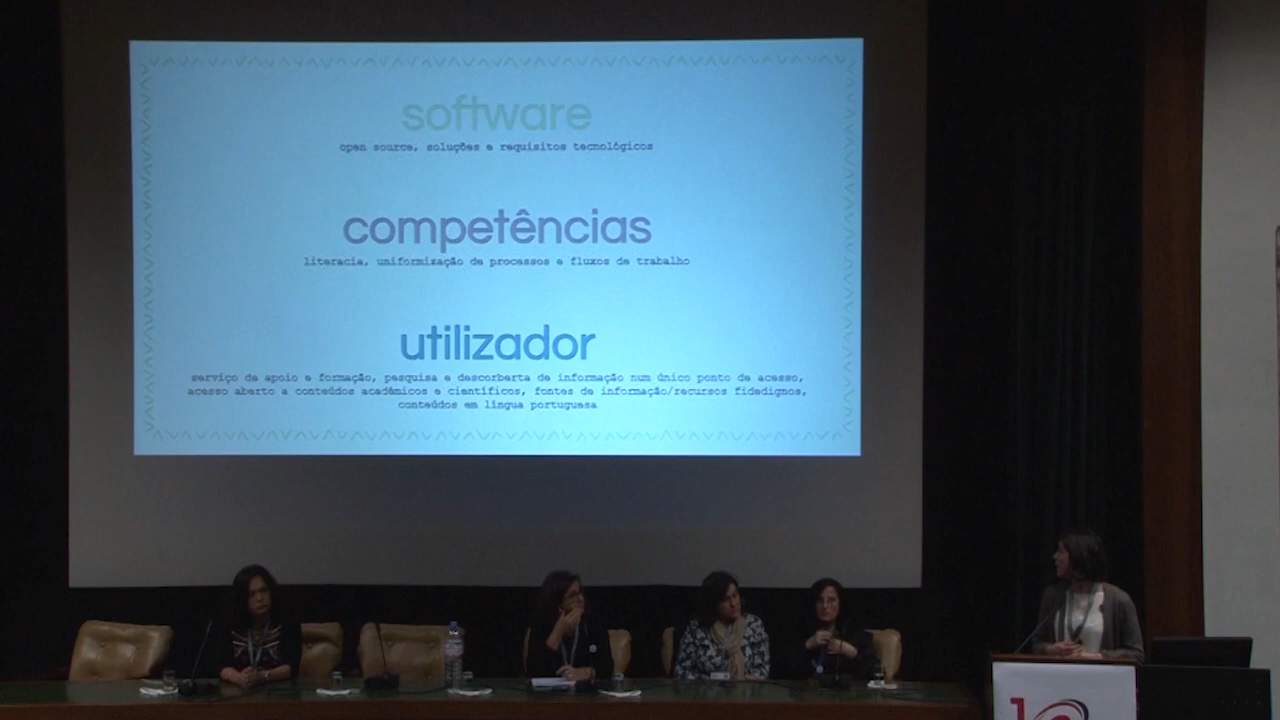 software
open source, soluções e requisitos tecnológicos
competências
literacia, uniformização de processos e fluxos de trabalho
utilizador
serviço de apoio e formação, pesquisa e descorberta de informação num único ponto de acesso,
acesso aberto a conteúdos académicos e científicos, fontes de informação/recursos fidedignos,
conteúdos em língua portuguesa